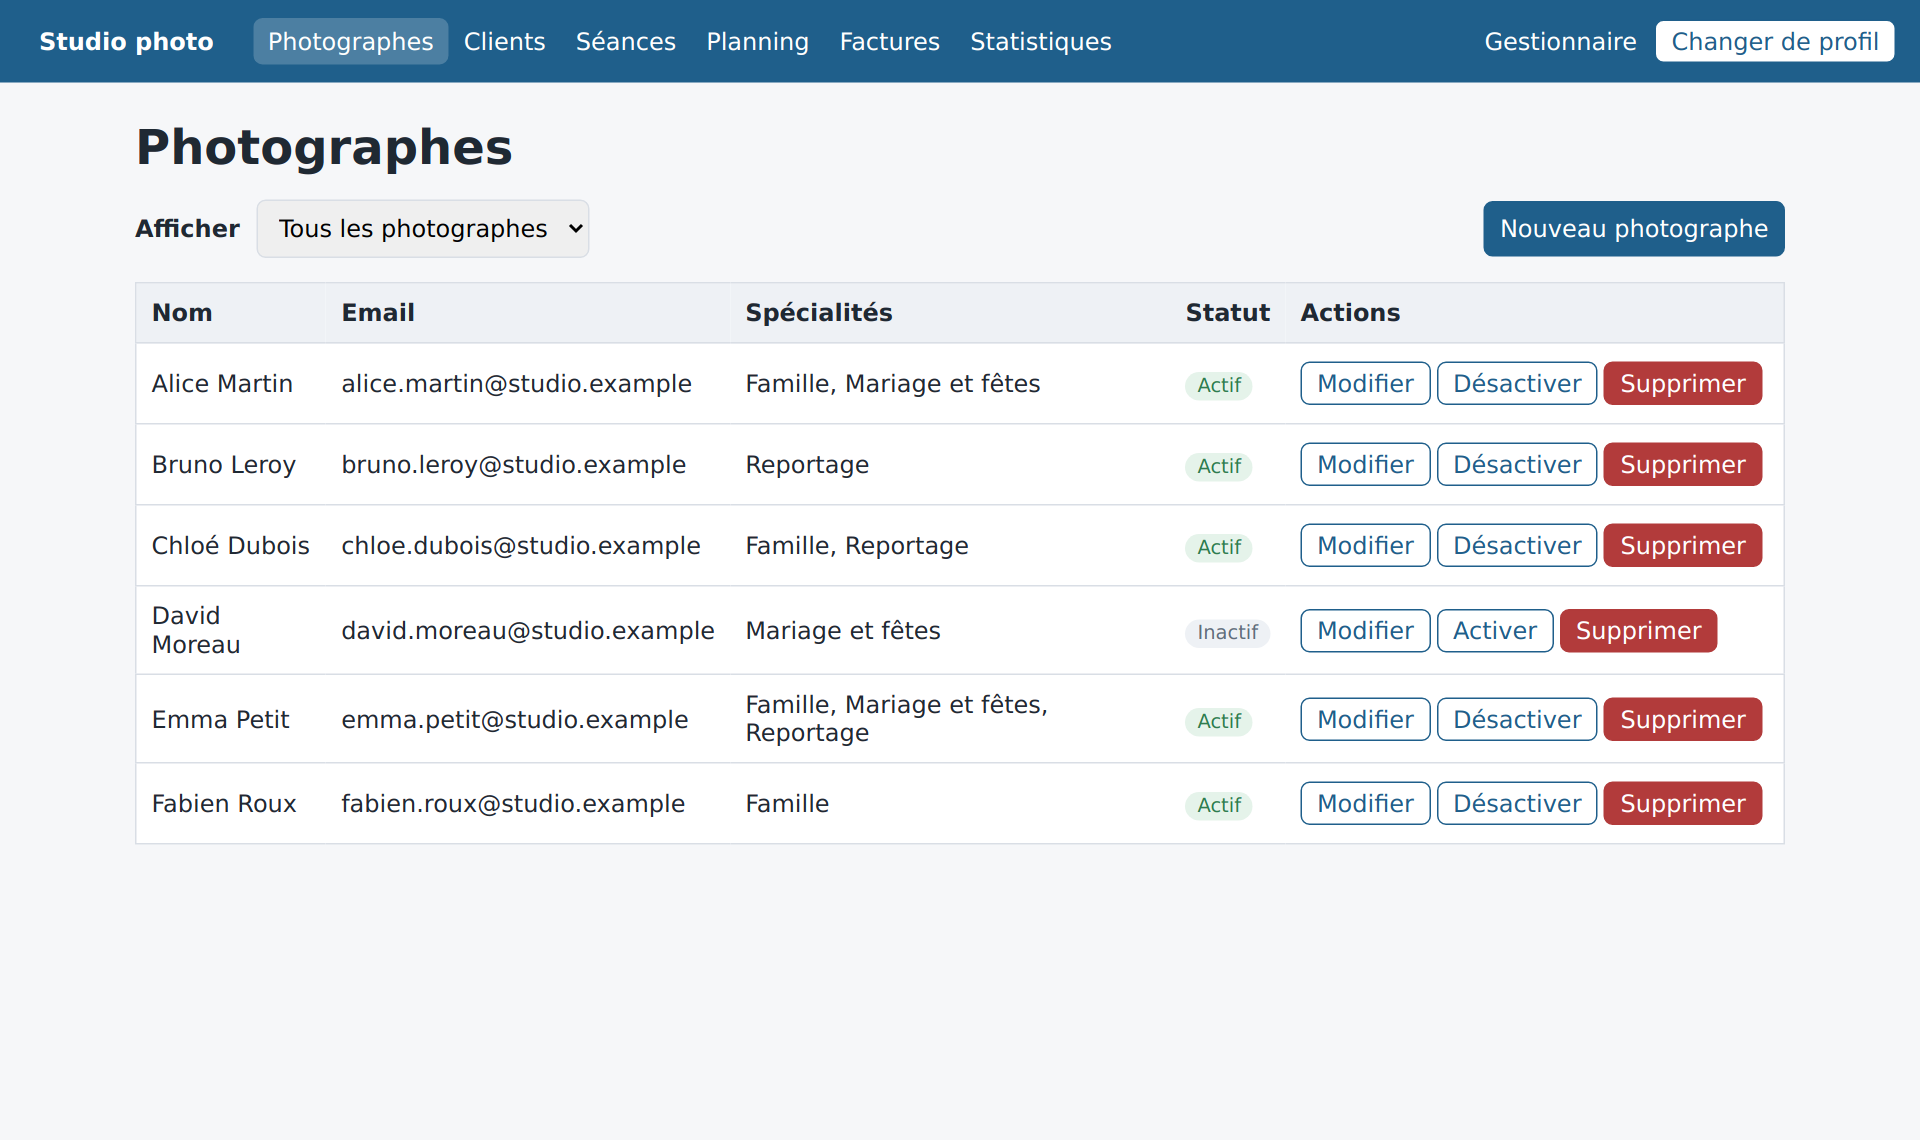 Studio photo Photographes Clients Séances Planning Factures Statistiques Gestionnaire Changer de profil
Photographes
Afficher Tous les photographes Nouveau photographe
Nom Email Spécialités Statut Actions
Alice Martin alice.martin@studio.example Famille, Mariage et fêtes Actif Modifier Désactiver Supprimer
Bruno Leroy bruno.leroy@studio.example Reportage Actif Modifier Désactiver Supprimer
Chloé Dubois chloe.dubois@studio.example Famille, Reportage Actif Modifier Désactiver Supprimer
David
Moreau david.moreau@studio.example Mariage et fêtes Inactif Modifier Activer Supprimer
Emma Petit emma.petit@studio.example Famille, Mariage et fêtes,
Reportage Actif Modifier Désactiver Supprimer
Fabien Roux fabien.roux@studio.example Famille Actif Modifier Désactiver Supprimer